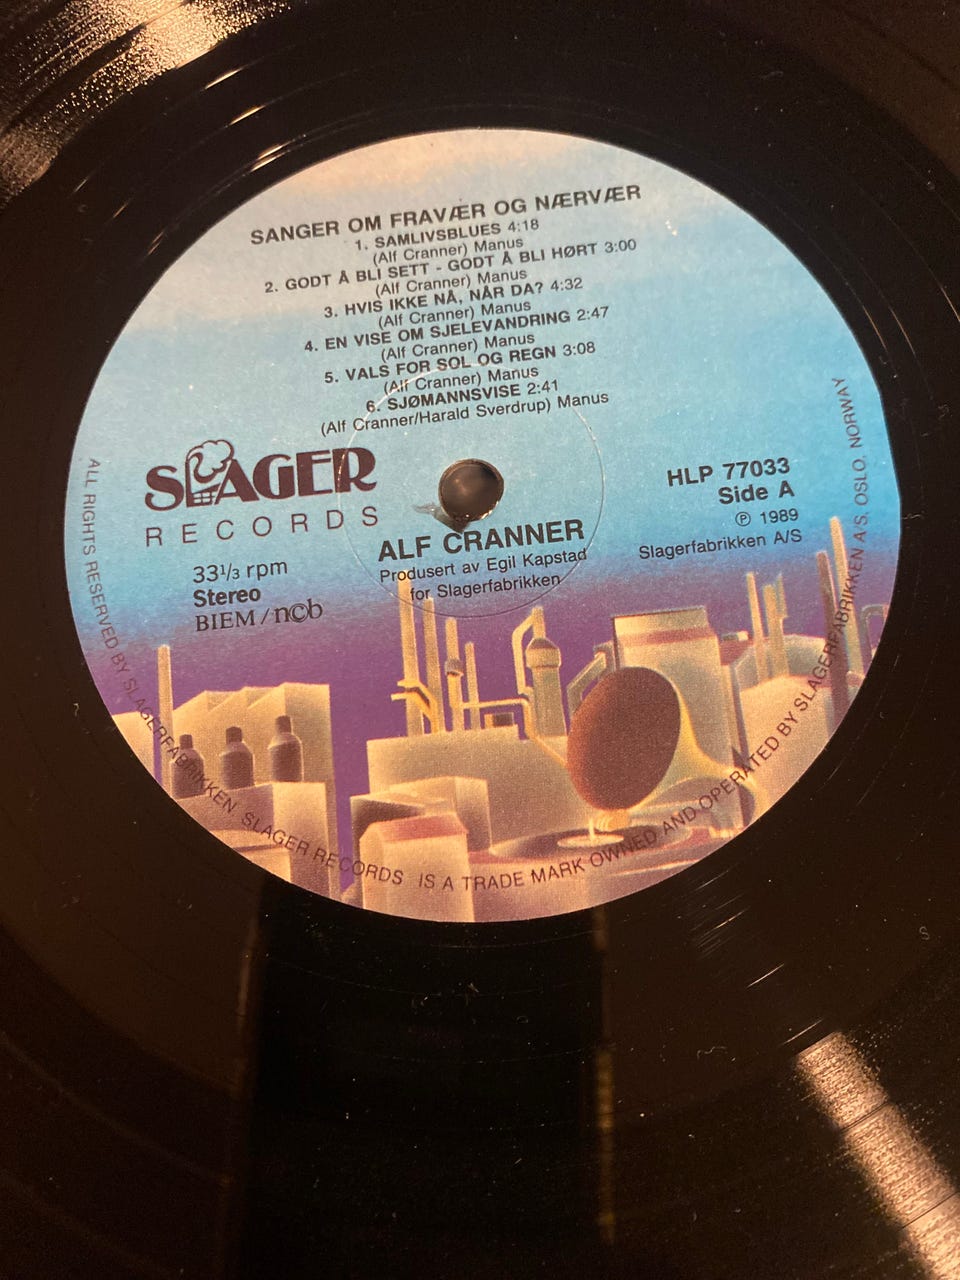 SANGER OM FRAVÆR OG NÆRVÆR
1. SAMLIVSBLUES 4:18
(Alf Cranner) Manus
2. GODT Å BLI SETT - GODT Å BLI HØRT 3:00
(Alf Cranner) Manus
3. HVIS IKKE NÅ, NÅR DA? 4:32
(Alf Cranner) Manus
4. EN VISE OM SJELEVANDRING 2:47
(Alf Cranner) Manus
5. VALS FOR SOL OG REGN 3:08
(Alf Cranner) Manus
6. SJØMANNSVISE 2:41
(Alf Cranner/Harald Sverdrup) Manus
SLAGER
RECORDS
33⅓ rpm
Stereo
BIEM / ncb
HLP 77033
Side A
Ⓟ 1989
Slagerfabrikken A/S
ALF CRANNER
Produsert av Egil Kapstad
for Slagerfabrikken
ALL RIGHTS RESERVED BY SLAGERFABRIKKEN SLAGER RECORDS IS A TRADE MARK OWNED AND OPERATED BY SLAGERFABRIKKEN A/S, OSLO, NORWAY